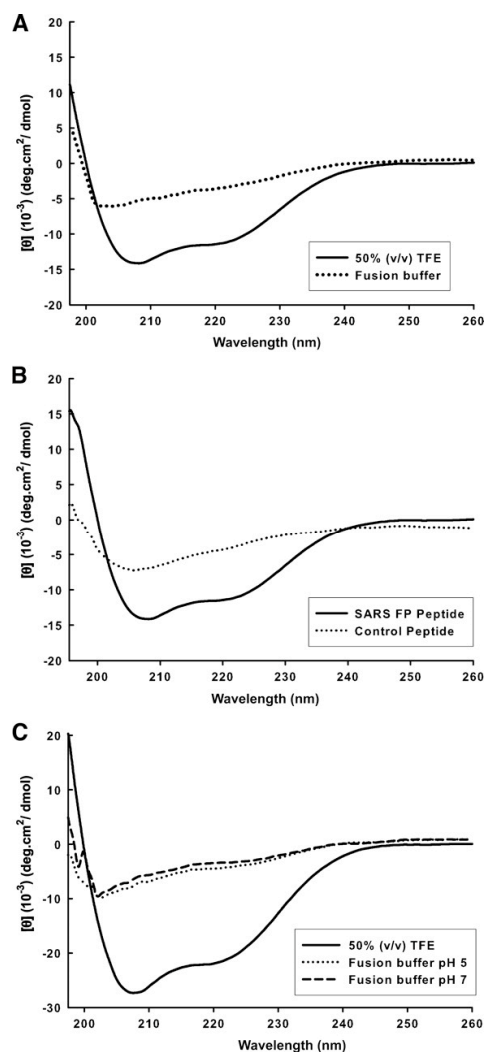 A
20
15
10
5
0
-5
-10
-15
-20
[θ] (10⁻³) (deg.cm²/ dmol)
50% (v/v) TFE
Fusion buffer
200 210 220 230 240 250 260
Wavelength (nm)
B
20
15
10
5
0
-5
-10
-15
-20
[θ] (10⁻³) (deg.cm²/ dmol)
SARS FP Peptide
Control Peptide
200 210 220 230 240 250 260
Wavelength (nm)
C
20
10
0
-10
-20
-30
[θ] (10⁻³) (deg.cm²/ dmol)
50% (v/v) TFE
Fusion buffer pH 5
Fusion buffer pH 7
200 210 220 230 240 250 260
Wavelength (nm)